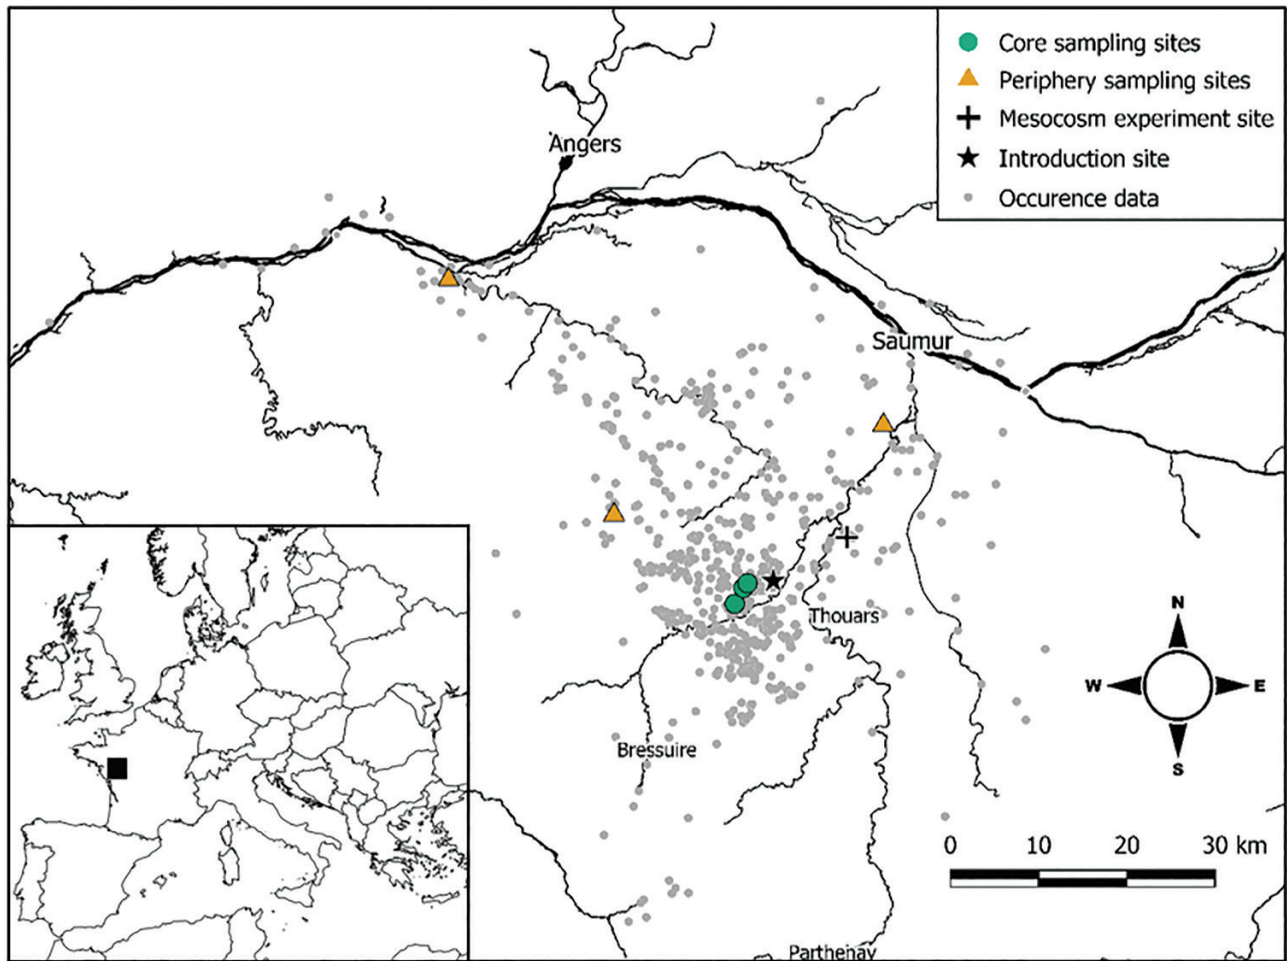 Core sampling sites
Periphery sampling sites
Mesocosm experiment site
Introduction site
Occurence data
Angers
Saumur
Thouars
Bressuire
Parthenay
N
W E
S
0 10 20 30 km